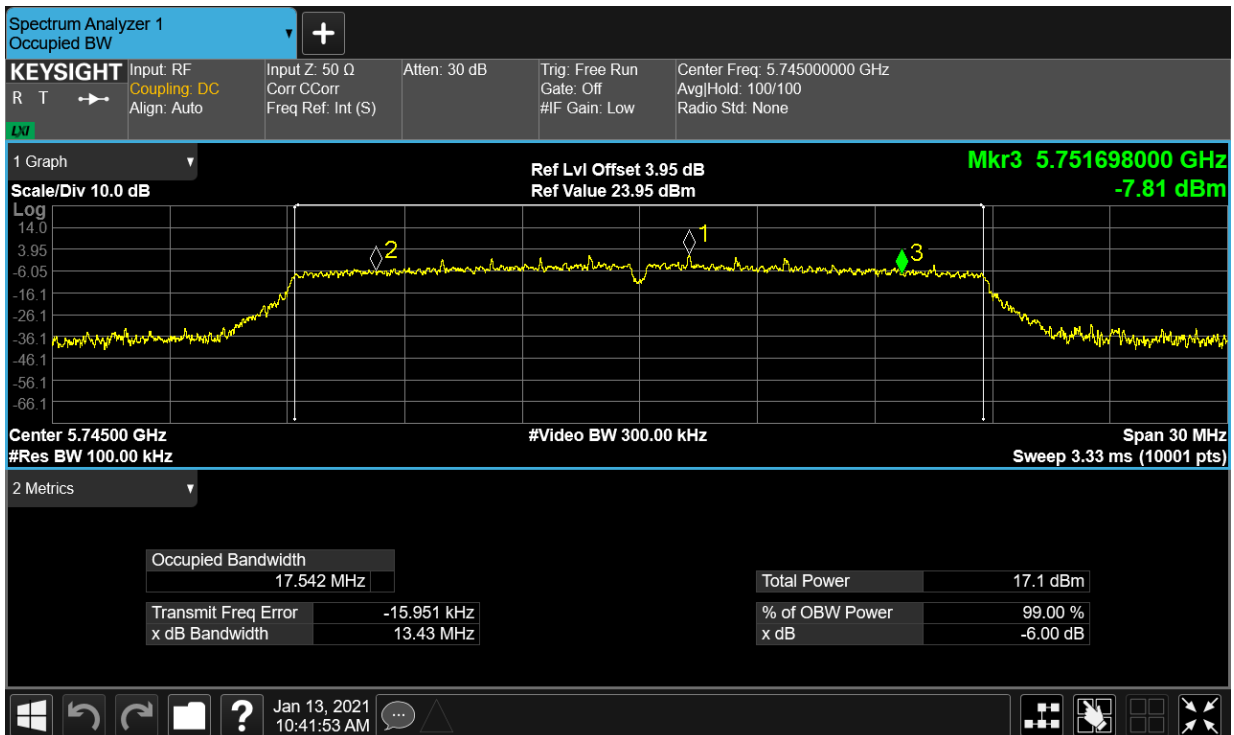 Spectrum Analyzer 1
Occupied BW
KEYSIGHT
R T
LXI
Input: RF
Coupling: DC
Align: Auto
Input Z: 50 Ω
Corr CCorr
Freq Ref: Int (S)
Atten: 30 dB
Trig: Free Run
Gate: Off
#IF Gain: Low
Center Freq: 5.745000000 GHz
Avg|Hold: 100/100
Radio Std: None
1 Graph
Scale/Div 10.0 dB
Ref Lvl Offset 3.95 dB
Ref Value 23.95 dBm
Mkr3 5.751698000 GHz
-7.81 dBm
Log
14.0
3.95
-6.05
-16.1
-26.1
-36.1
-46.1
-56.1
-66.1
2
1
3
Center 5.74500 GHz
#Res BW 100.00 kHz
#Video BW 300.00 kHz
Span 30 MHz
Sweep 3.33 ms (10001 pts)
2 Metrics
Occupied Bandwidth
17.542 MHz
Transmit Freq Error -15.951 kHz
x dB Bandwidth 13.43 MHz
Total Power 17.1 dBm
% of OBW Power 99.00 %
x dB -6.00 dB
?
Jan 13, 2021
10:41:53 AM